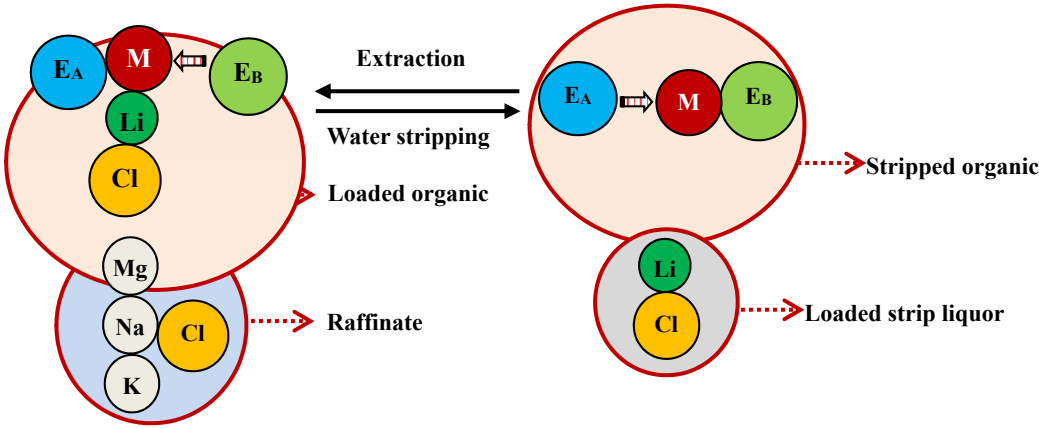 EA
M
EB
Li
Cl
Extraction
Water stripping
Loaded organic
Mg
Na
Cl
K
Raffinate
EA
M
EB
Stripped organic
Li
Cl
Loaded strip liquor